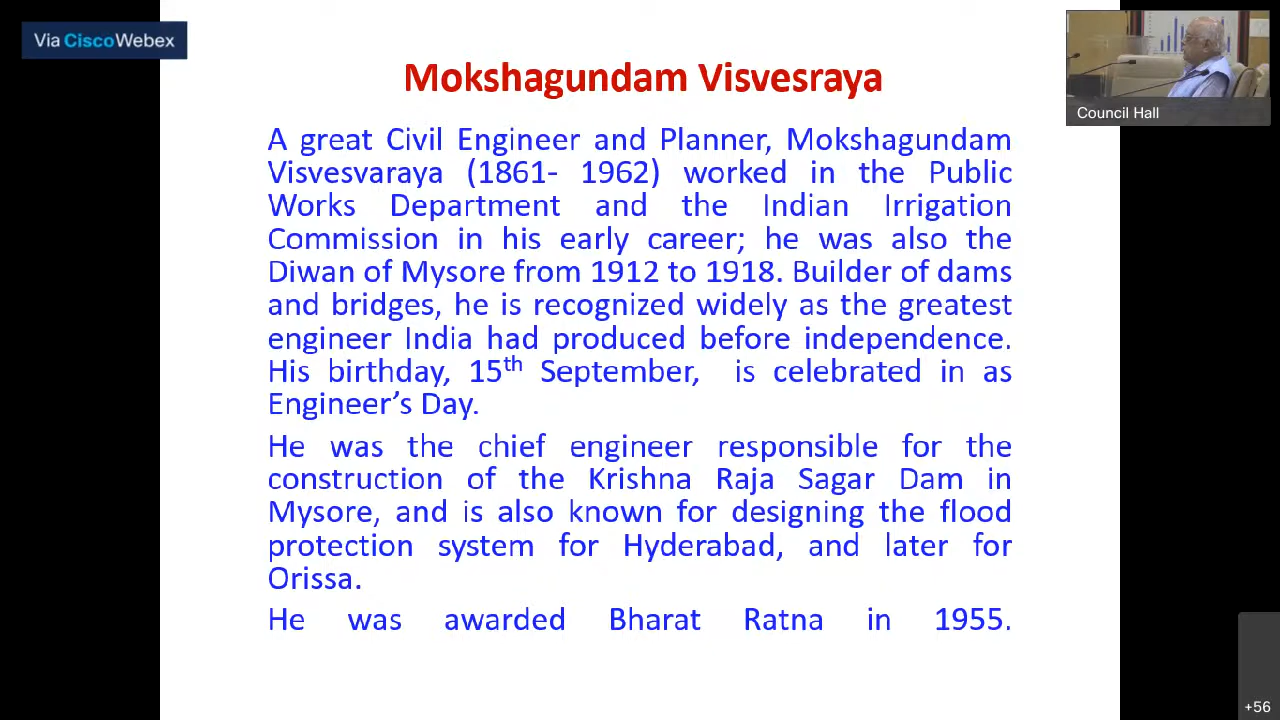 Via CiscoWebex
Mokshagundam Visvesraya
Council Hall
A great Civil Engineer and Planner, Mokshagundam
Visvesvaraya (1861- 1962) worked in the Public
Works Department and the Indian Irrigation
Commission in his early career; he was also the
Diwan of Mysore from 1912 to 1918. Builder of dams
and bridges, he is recognized widely as the greatest
engineer India had produced before independence.
His birthday, 15th September, is celebrated in as
Engineer’s Day.
He was the chief engineer responsible for the
construction of the Krishna Raja Sagar Dam in
Mysore, and is also known for designing the flood
protection system for Hyderabad, and later for
Orissa.
He was awarded Bharat Ratna in 1955.
+56